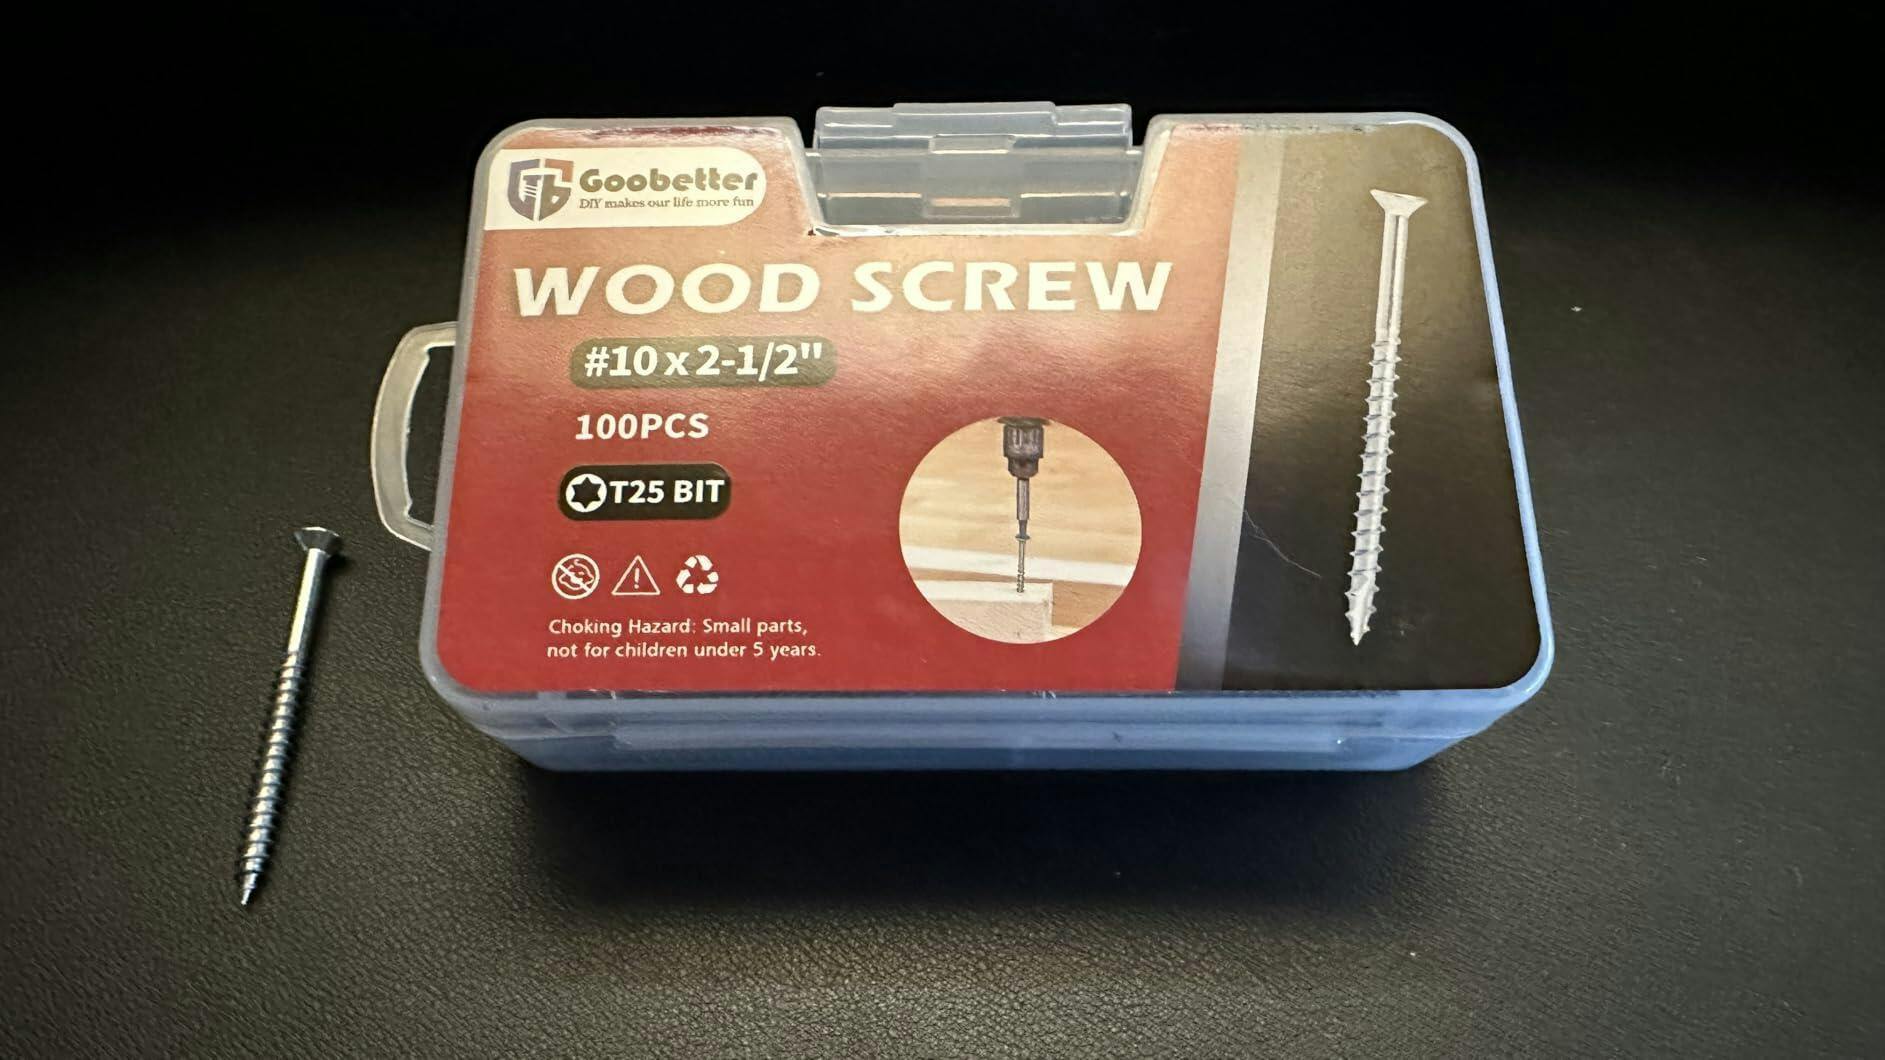 Goobetter
DIY makes our life more fun
WOOD SCREW
#10 x 2-1/2"
100PCS
T25 BIT
Choking Hazard: Small parts,
not for children under 5 years.